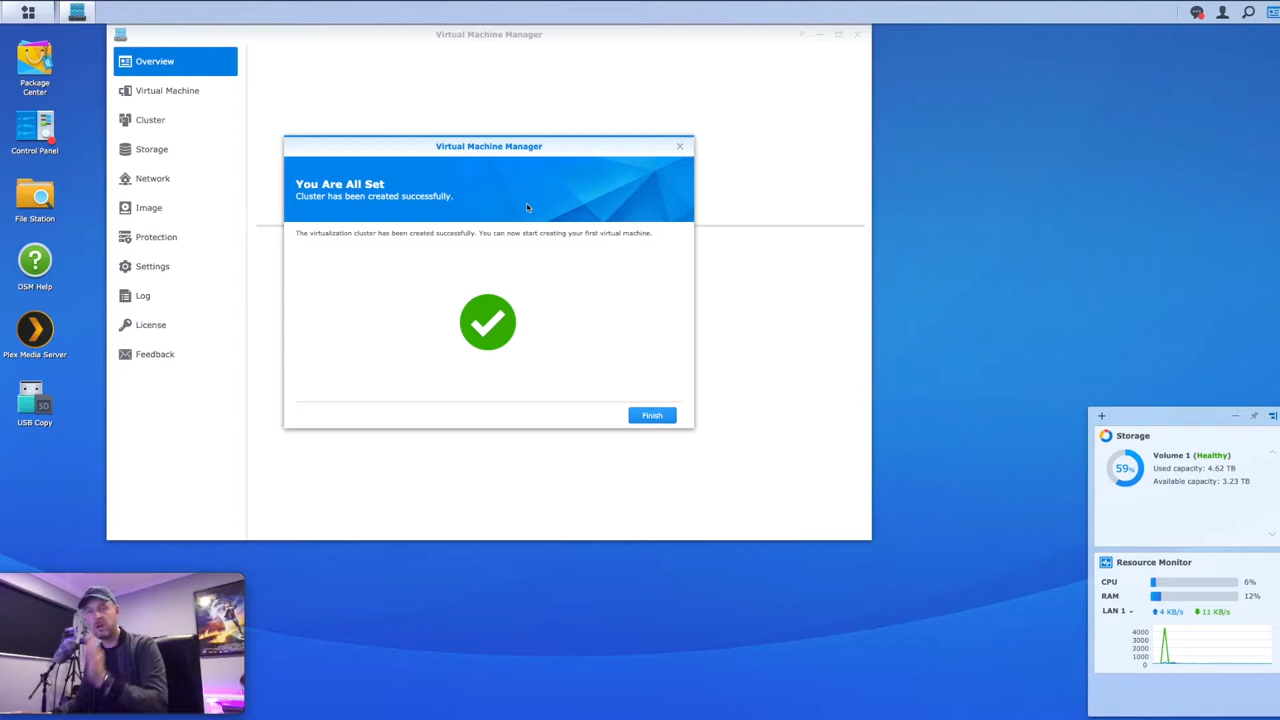 Virtual Machine Manager
Package
Center
Control Panel
File Station
DSM Help
Plex Media Server
SD
USB Copy
Overview
Virtual Machine
Cluster
Storage
Network
Image
Protection
Settings
Log
License
Feedback
Virtual Machine Manager
You Are All Set
Cluster has been created successfully.
The virtualization cluster has been created successfully. You can now start creating your first virtual machine.
Finish
Storage
59%
Volume 1 (Healthy)
Used capacity: 4.62 TB
Available capacity: 3.23 TB
Resource Monitor
CPU 6%
RAM 12%
LAN 1 4 KB/s 11 KB/s
4000
3000
2000
1000
0